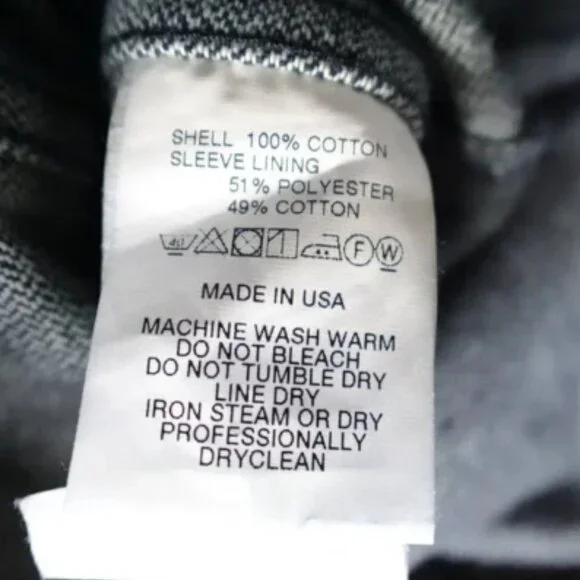 SHELL 100% COTTON
SLEEVE LINING
51% POLYESTER
49% COTTON
F W
MADE IN USA
MACHINE WASH WARM
DO NOT BLEACH
DO NOT TUMBLE DRY
LINE DRY
IRON STEAM OR DRY
PROFESSIONALLY
DRYCLEAN